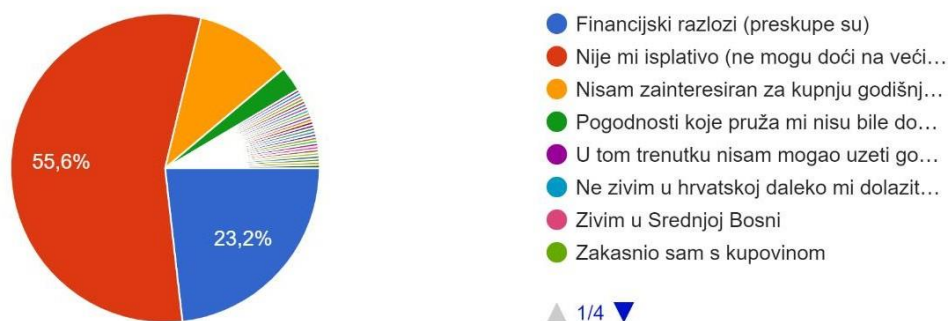 55,6%
23,2%
Financijski razlozi (preskupe su)
Nije mi isplativo (ne mogu doći na veći…
Nisam zainteresiran za kupnju godišnj…
Pogodnosti koje pruža mi nisu bile do…
U tom trenutku nisam mogao uzeti go…
Ne zivim u hrvatskoj daleko mi dolazit…
Zivim u Srednjoj Bosni
Zakasnio sam s kupovinom
1/4